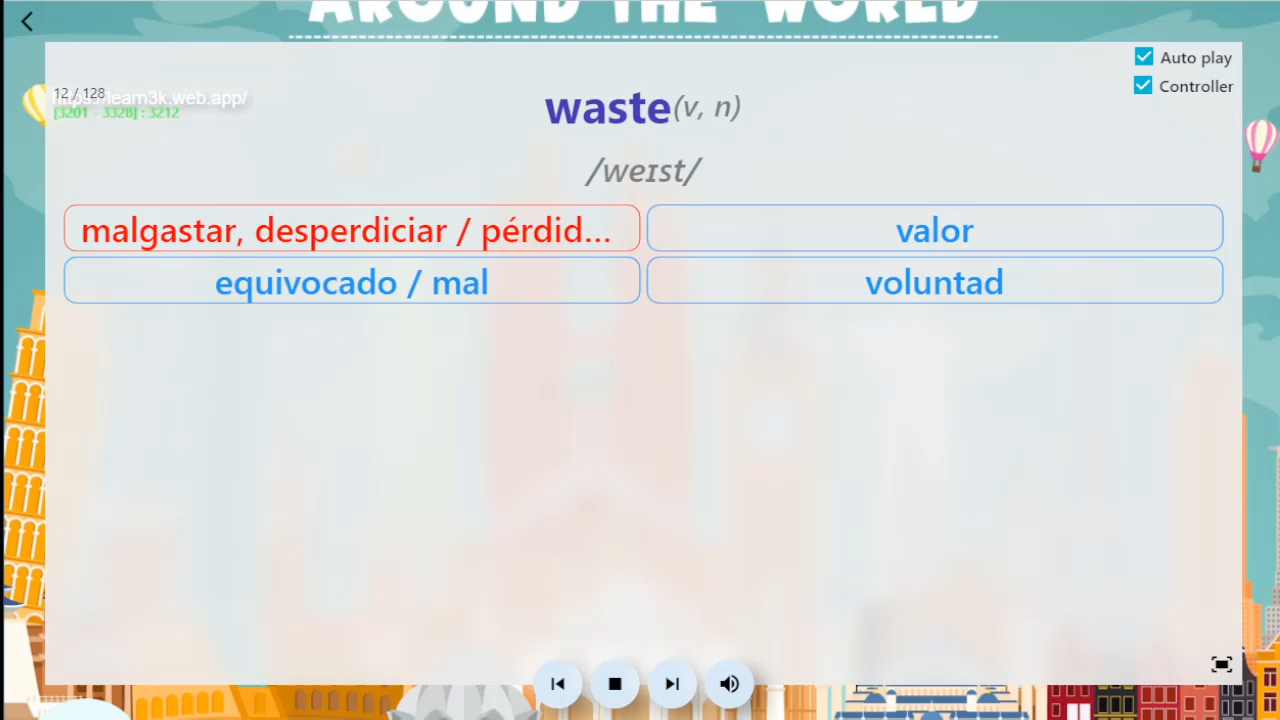 AROUND THE WORLD
Auto play
12 / 128
https://learn3k.web.app/
Controller
[3201 - 3328] : 3212
waste(v, n)
/weɪst/
malgastar, desperdiciar / pérdid...
valor
equivocado / mal
voluntad